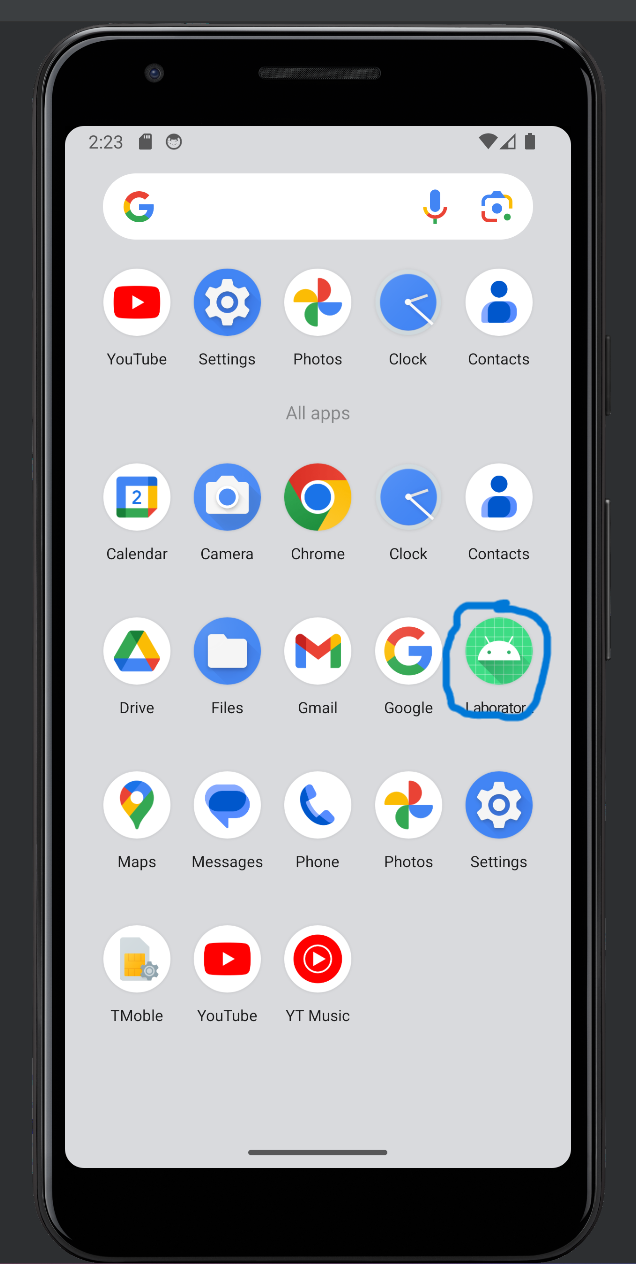 2:23
YouTube Settings Photos Clock Contacts
All apps
2
Calendar Camera Chrome Clock Contacts
Drive Files Gmail Google Laborator...
Maps Messages Phone Photos Settings
TMoble YouTube YT Music